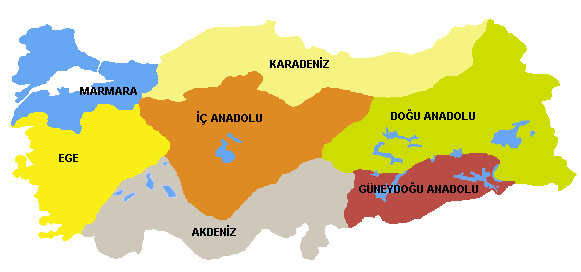 KARADENİZ
MARMARA
İÇ ANADOLU
DOĞU ANADOLU
EGE
GÜNEYDOĞU ANADOLU
AKDENİZ